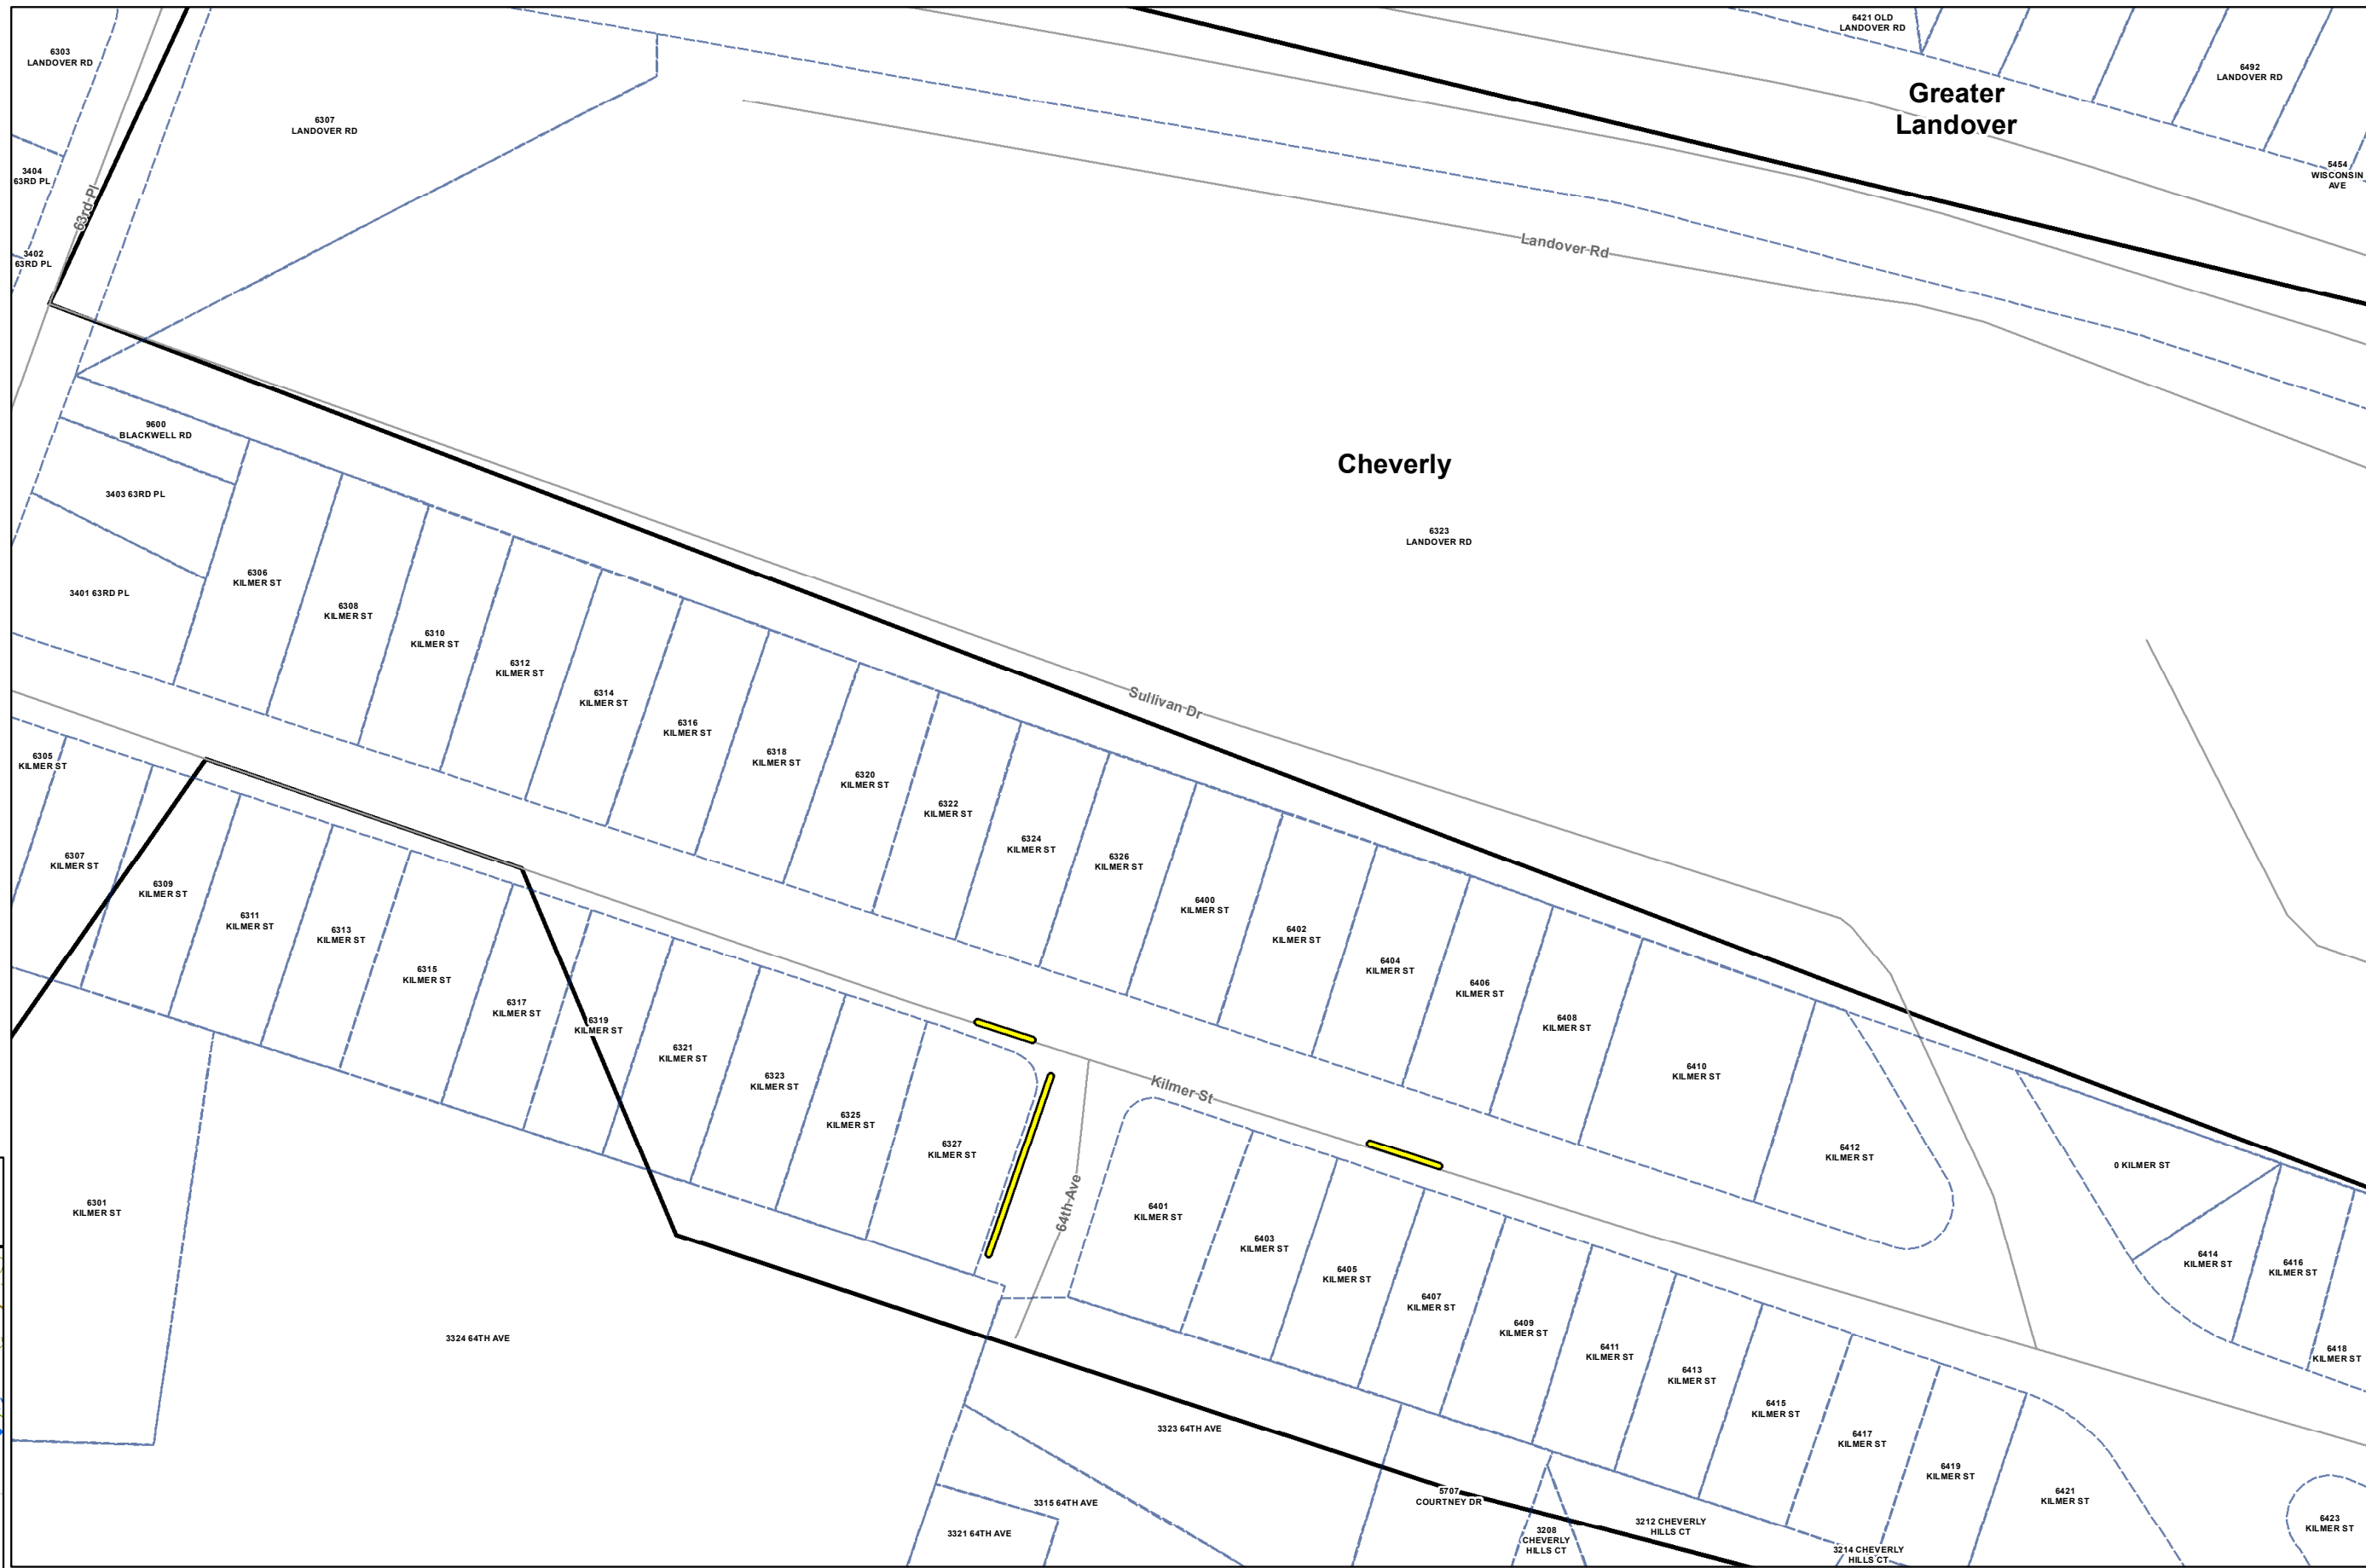 6303
LANDOVER RD
6421 OLD
LANDOVER RD
6492
LANDOVER RD
Greater
Landover
6307
LANDOVER RD
3404
63RD PL
5454
WISCONSIN
AVE
63rd Pl
3402
63RD PL
Landover Rd
9600
BLACKWELL RD
Cheverly
3403 63RD PL
6323
LANDOVER RD
3401 63RD PL
6306
KILMER ST
6308
KILMER ST
6310
KILMER ST
6312
KILMER ST
6314
KILMER ST
6316
KILMER ST
6318
KILMER ST
6320
KILMER ST
6322
KILMER ST
6324
KILMER ST
6326
KILMER ST
6400
KILMER ST
6402
KILMER ST
6404
KILMER ST
6406
KILMER ST
6408
KILMER ST
6410
KILMER ST
6412
KILMER ST
Sullivan Dr
6305
KILMER ST
6307
KILMER ST
6309
KILMER ST
6311
KILMER ST
6313
KILMER ST
6315
KILMER ST
6317
KILMER ST
6319
KILMER ST
6321
KILMER ST
6323
KILMER ST
6325
KILMER ST
6327
KILMER ST
Kilmer St
64th Ave
0 KILMER ST
6414
KILMER ST
6416
KILMER ST
6418
KILMER ST
6301
KILMER ST
6401
KILMER ST
6403
KILMER ST
6405
KILMER ST
6407
KILMER ST
6409
KILMER ST
6411
KILMER ST
6413
KILMER ST
6415
KILMER ST
6417
KILMER ST
6419
KILMER ST
6421
KILMER ST
6423
KILMER ST
3324 64TH AVE
3323 64TH AVE
3315 64TH AVE
3321 64TH AVE
5707
COURTNEY DR
3208
CHEVERLY
HILLS CT
3212 CHEVERLY
HILLS CT
3214 CHEVERLY
HILLS CT